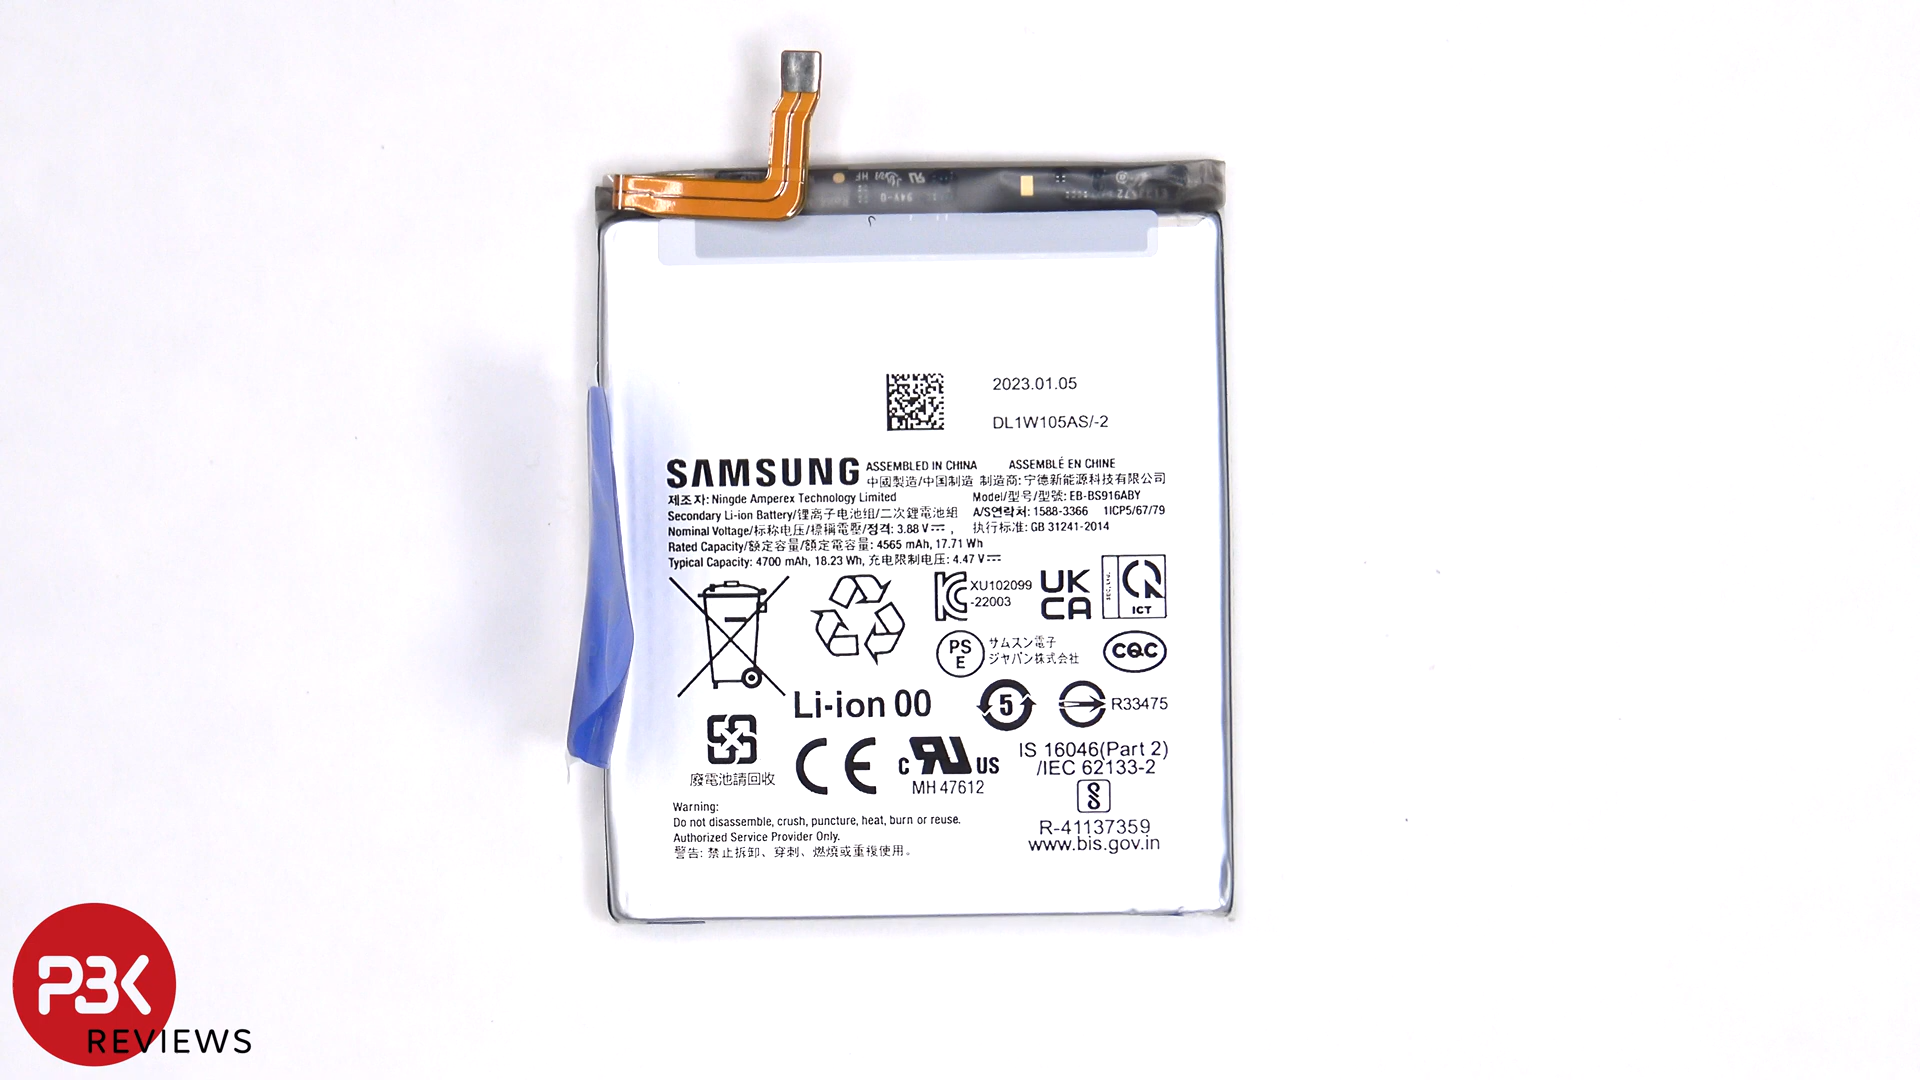 2023.01.05
DL1W105AS/-2
SAMSUNG ASSEMBLED IN CHINA ASSEMBLÉ EN CHINE
中國製造/中国制造 制造商: 宁德新能源科技有限公司
제조자: Ningde Amperex Technology Limited Model/型号/型號: EB-BS916ABY
Secondary Li-ion Battery/锂离子电池组/二次鋰電池組 A/S연락처: 1588-3366 1ICP5/67/79
Nominal Voltage/标称电压/標稱電壓/정격: 3.88 V⎓, 执行标准: GB 31241-2014
Rated Capacity/额定容量/額定電容量: 4565 mAh, 17.71 Wh
Typical Capacity: 4700 mAh, 18.23 Wh, 充电限制电压: 4.47 V⎓
XU102099
-22003
UK
CA
ICT
PS
E
サムスン電子
ジャパン株式会社
CQC
Li-ion 00
5
R33475
廢電池請回收
CE
c RU US
MH 47612
IS 16046(Part 2)
/IEC 62133-2
R-41137359
www.bis.gov.in
Warning:
Do not disassemble, crush, puncture, heat, burn or reuse.
Authorized Service Provider Only.
警告: 禁止拆卸、穿刺、燃燒或重複使用。
P3K
REVIEWS
94V-0